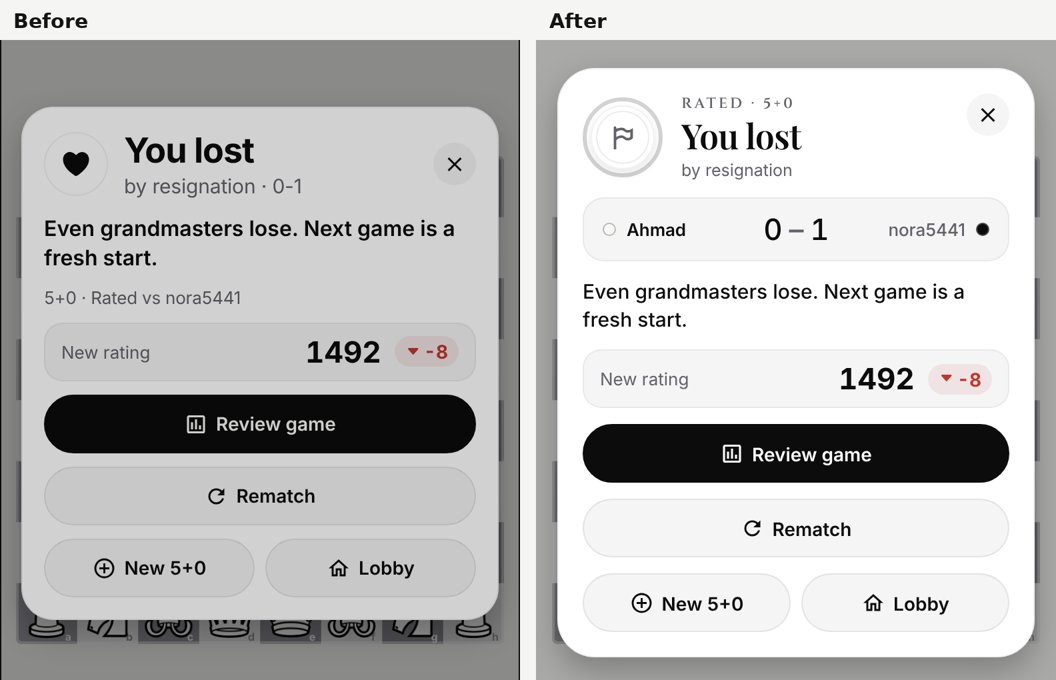 Before
You lost
by resignation · 0-1
Even grandmasters lose. Next game is a
fresh start.
5+0 · Rated vs nora5441
New rating 1492 -8
Review game
Rematch
New 5+0 Lobby
a b c d e f g h
After
RATED · 5+0
You lost
by resignation
Ahmad 0 – 1 nora5441
Even grandmasters lose. Next game is a
fresh start.
New rating 1492 -8
Review game
Rematch
New 5+0 Lobby